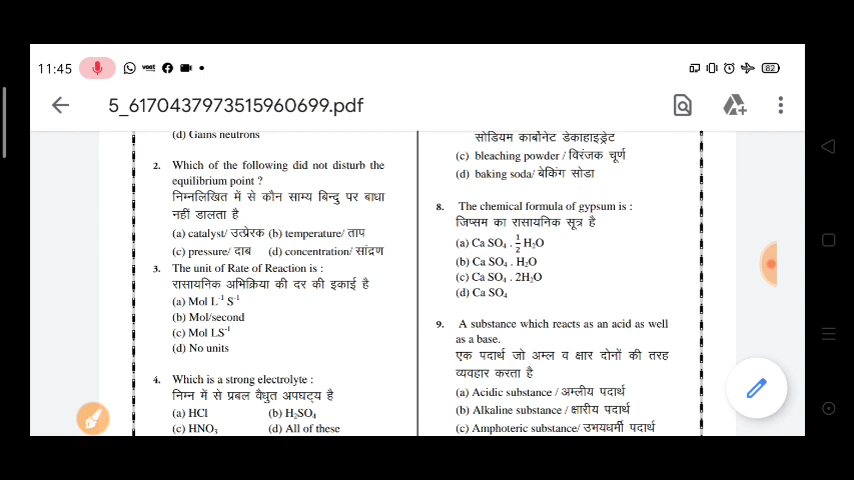 11:45
82
5_6170437973515960699.pdf
(d) Gains neutrons
2. Which of the following did not disturb the
equilibrium point ?
निम्नलिखित में से कौन साम्य बिन्दु पर बाधा
नहीं डालता है
(a) catalyst/ उत्प्रेरक (b) temperature/ ताप
(c) pressure/ दाब (d) concentration/ सांद्रण
3. The unit of Rate of Reaction is :
रासायनिक अभिक्रिया की दर की इकाई है
(a) Mol L⁻¹ S⁻¹
(b) Mol/second
(c) Mol LS⁻¹
(d) No units
4. Which is a strong electrolyte :
निम्न में से प्रबल वैधुत अपघट्य है
(a) HCl (b) H₂SO₄
(c) HNO₃ (d) All of these
सोडियम कार्बोनेट डेकाहाइड्रेट
(c) bleaching powder / विरंजक चूर्ण
(d) baking soda/ बेकिंग सोडा
8. The chemical formula of gypsum is :
जिप्सम का रासायनिक सूत्र है
(a) Ca SO₄ . ½ H₂O
(b) Ca SO₄ . H₂O
(c) Ca SO₄ . 2H₂O
(d) Ca SO₄
9. A substance which reacts as an acid as well
as a base.
एक पदार्थ जो अम्ल व क्षार दोनों की तरह
व्यवहार करता है
(a) Acidic substance / अम्लीय पदार्थ
(b) Alkaline substance / क्षारीय पदार्थ
(c) Amphoteric substance/ उभयधर्मी पदार्थ